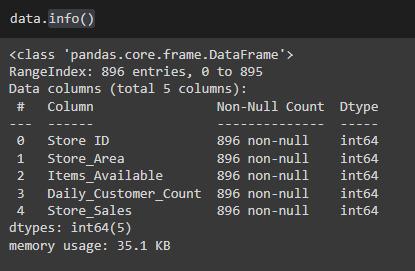 data.info()
<class 'pandas.core.frame.DataFrame'>
RangeIndex: 896 entries, 0 to 895
Data columns (total 5 columns):
 #   Column                Non-Null Count  Dtype
---  ------                --------------  -----
 0   Store ID              896 non-null    int64
 1   Store_Area            896 non-null    int64
 2   Items_Available       896 non-null    int64
 3   Daily_Customer_Count  896 non-null    int64
 4   Store_Sales           896 non-null    int64
dtypes: int64(5)
memory usage: 35.1 KB